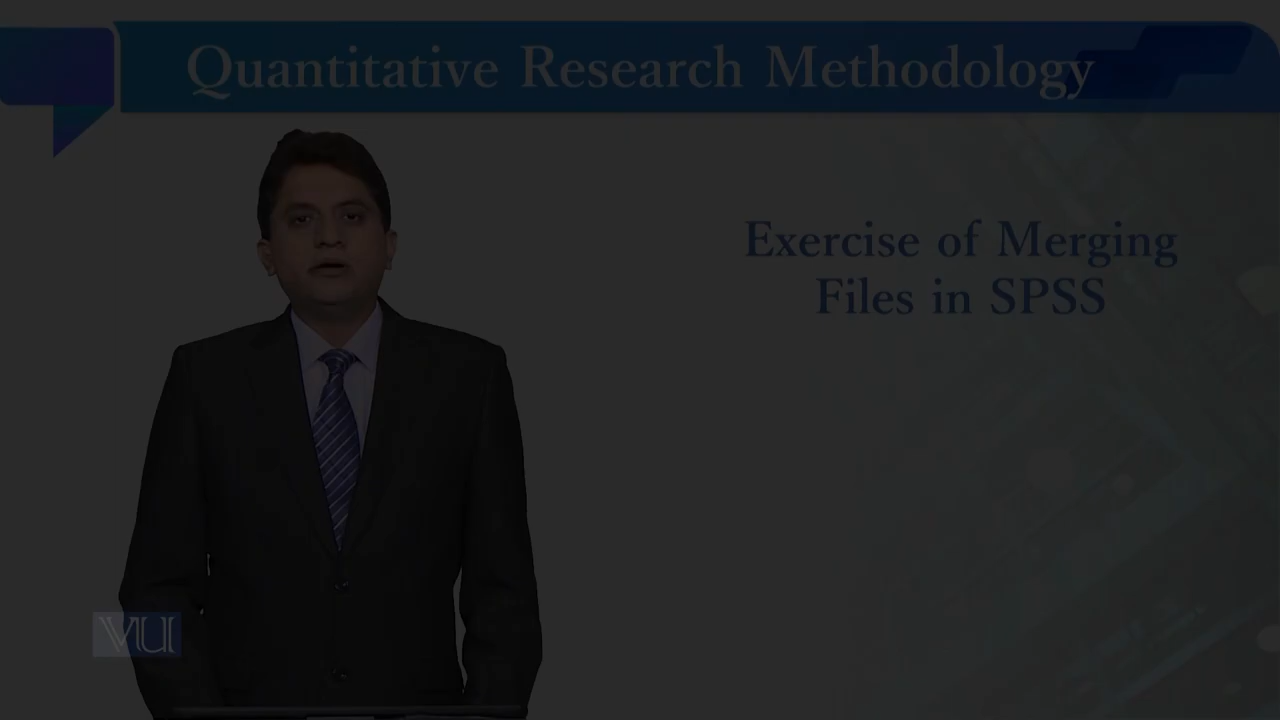 Quantitative Research Methodology
Exercise of Merging
Files in SPSS
VU